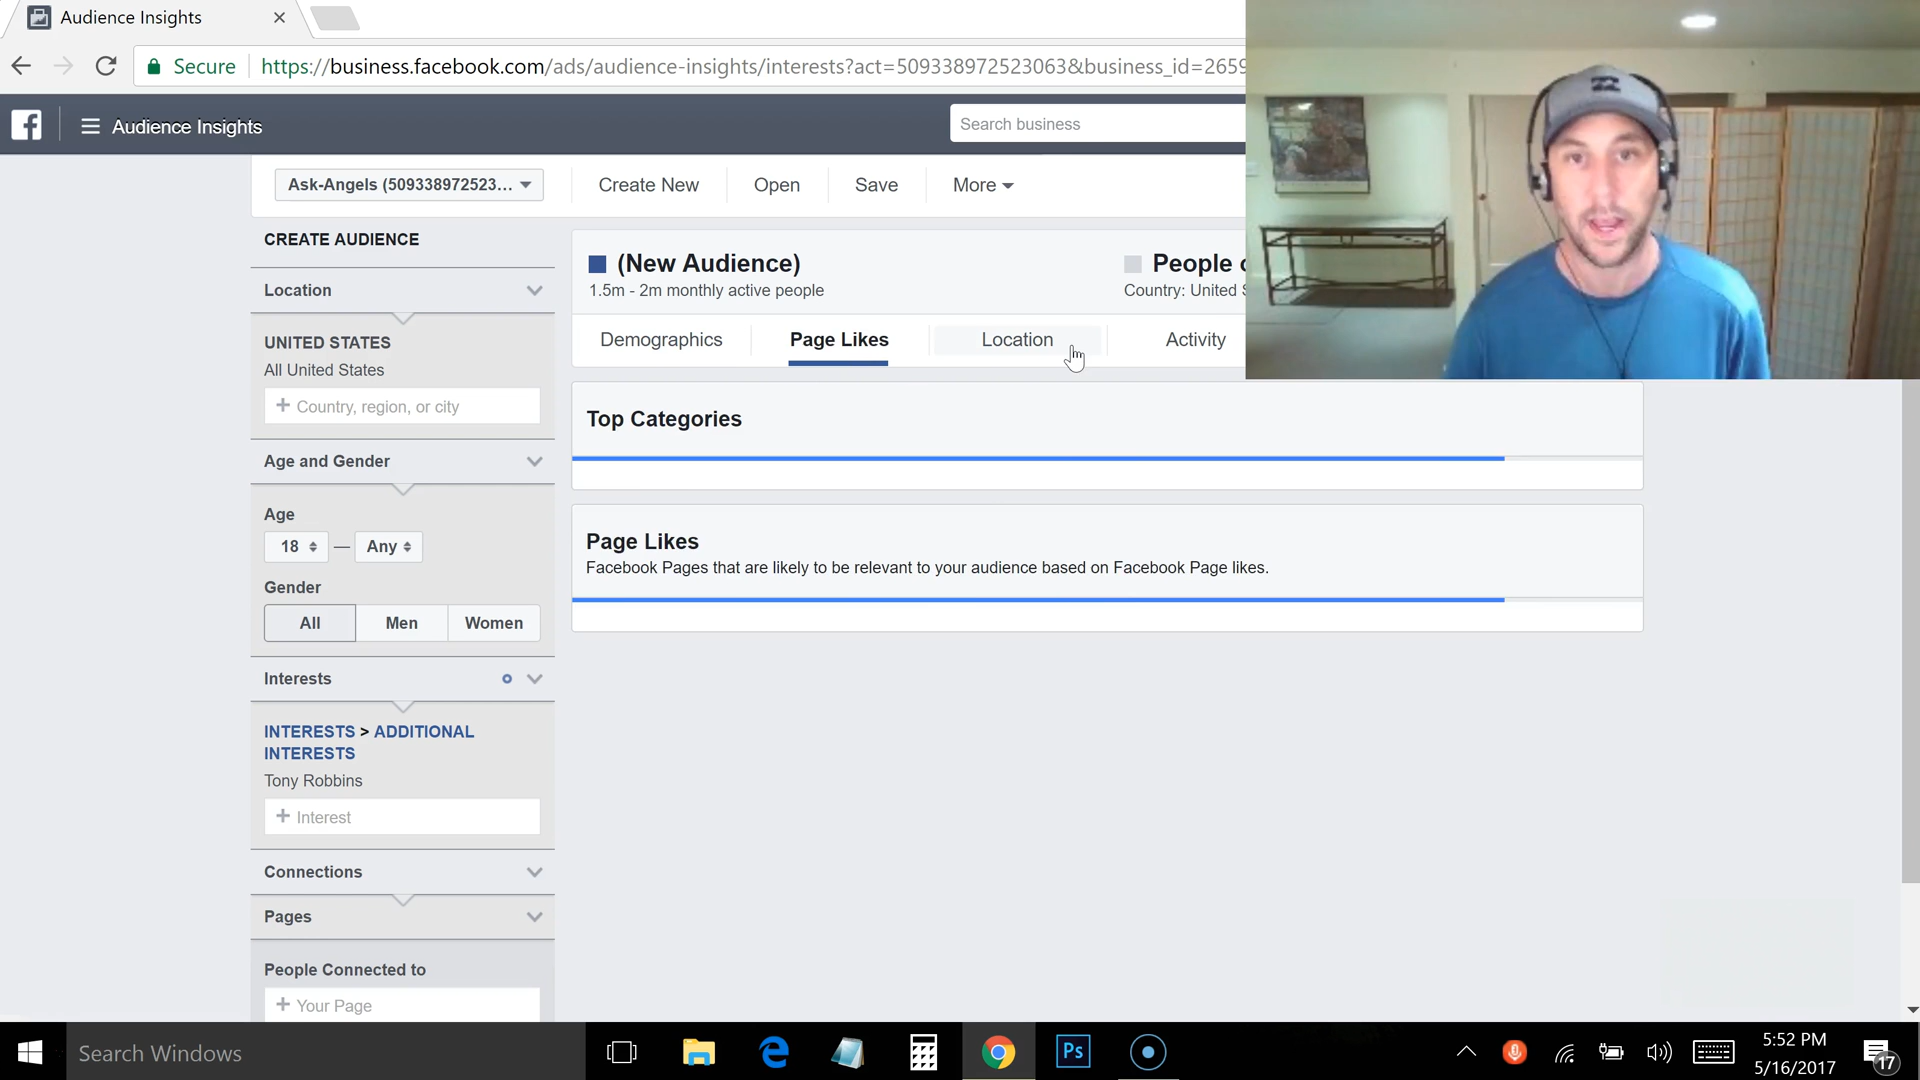 Audience Insights
Secure https://business.facebook.com/ads/audience-insights/interests?act=509338972523063&business_id=2659
Audience Insights
Search business
Ask-Angels (509338972523...
Create New
Open
Save
More
CREATE AUDIENCE
Location
UNITED STATES
All United States
+ Country, region, or city
Age and Gender
Age
18 — Any
Gender
All
Men
Women
Interests
INTERESTS > ADDITIONAL
INTERESTS
Tony Robbins
+ Interest
Connections
Pages
People Connected to
+ Your Page
(New Audience)
1.5m - 2m monthly active people
People
Country: United
Demographics
Page Likes
Location
Activity
Top Categories
Page Likes
Facebook Pages that are likely to be relevant to your audience based on Facebook Page likes.
Search Windows
Ps
5:52 PM
5/16/2017
17